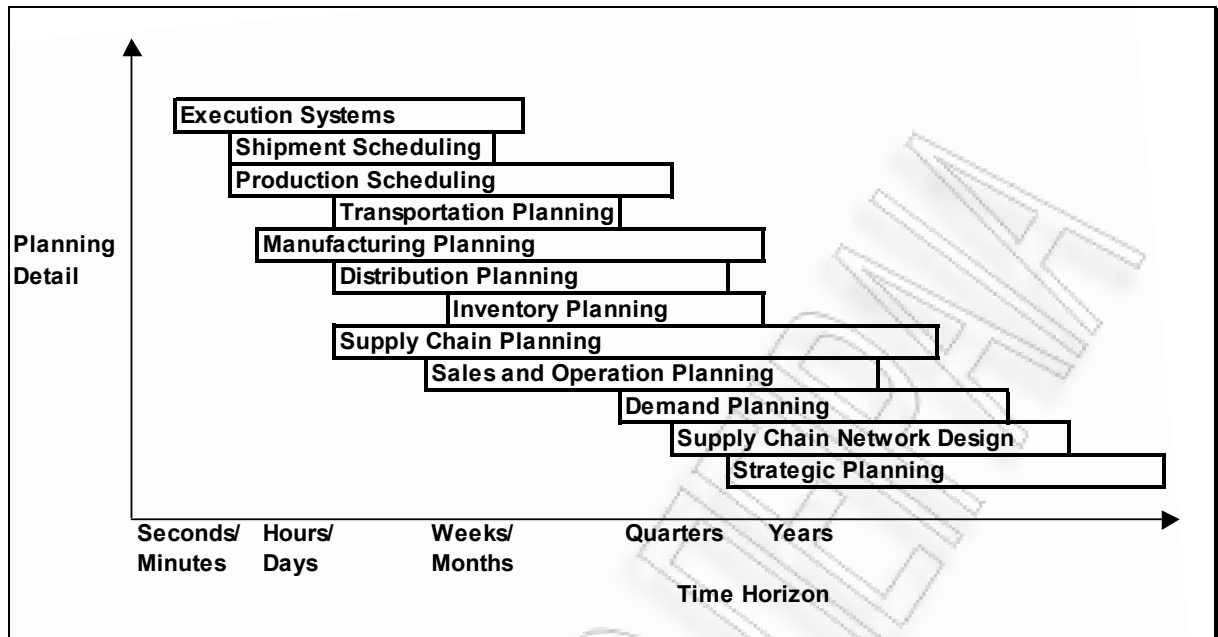 Execution Systems
Shipment Scheduling
Production Scheduling
Transportation Planning
Planning
Detail
Manufacturing Planning
Distribution Planning
Inventory Planning
Supply Chain Planning
Sales and Operation Planning
Demand Planning
Supply Chain Network Design
Strategic Planning
Seconds/
Minutes
Hours/
Days
Weeks/
Months
Quarters
Years
Time Horizon